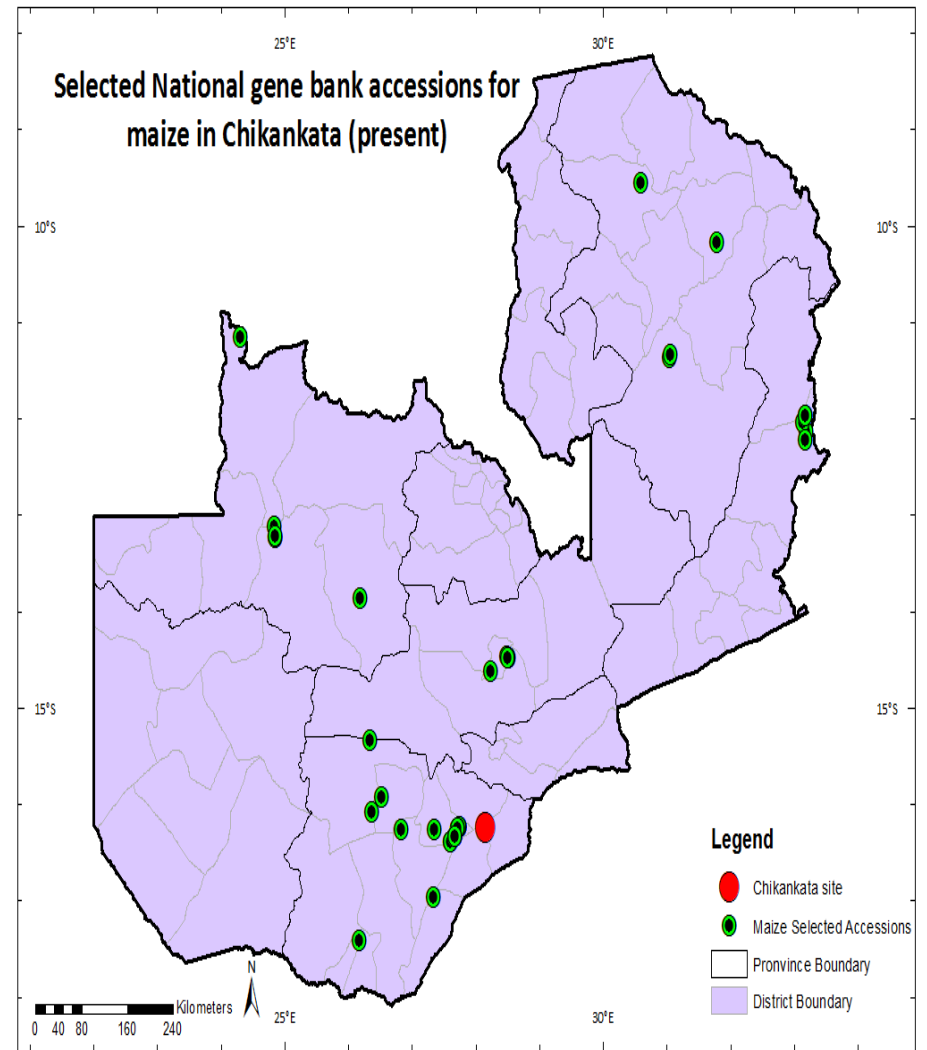 25°E 30°E
Selected National gene bank accessions for
maize in Chikankata (present)
10°S 10°S
15°S 15°S
Legend
Chikankata site
Maize Selected Accessions
Pronvince Boundary
District Boundary
N
Kilometers
0 40 80 160 240
25°E 30°E